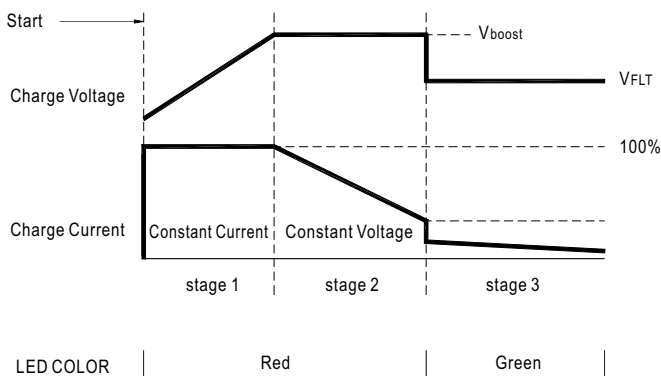 Start
Vboost
Charge Voltage
VFLT
100%
Charge Current
Constant Current
Constant Voltage
stage 1
stage 2
stage 3
LED COLOR
Red
Green